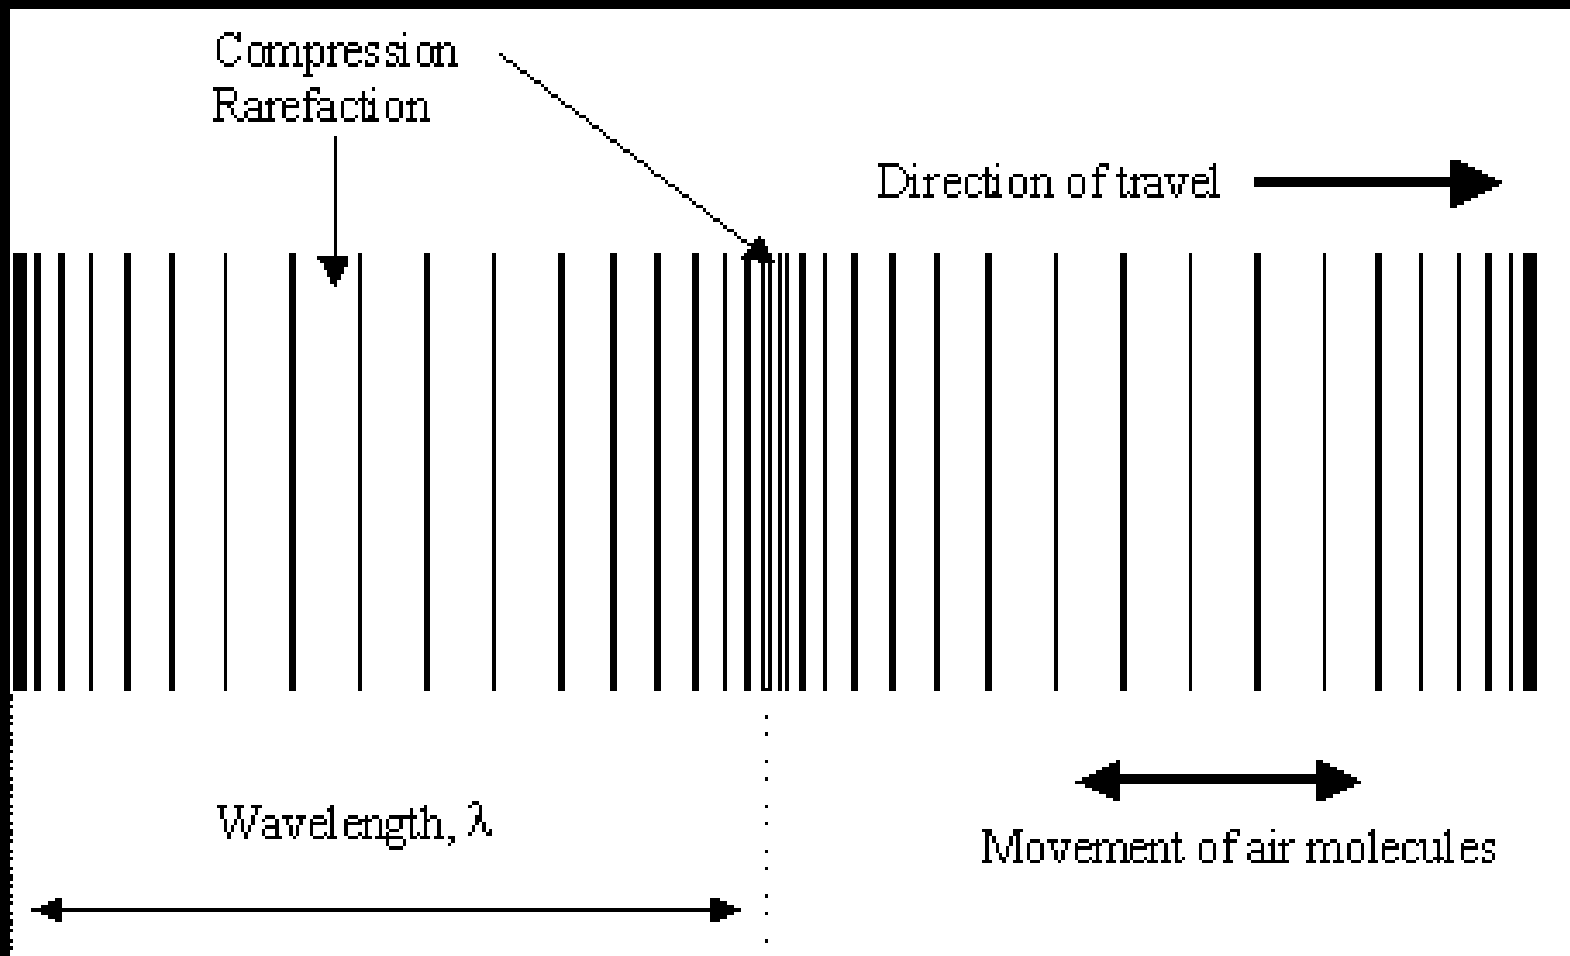 Compression
Rarefaction
Direction of travel
Wavelength, λ
Movement of air molecules